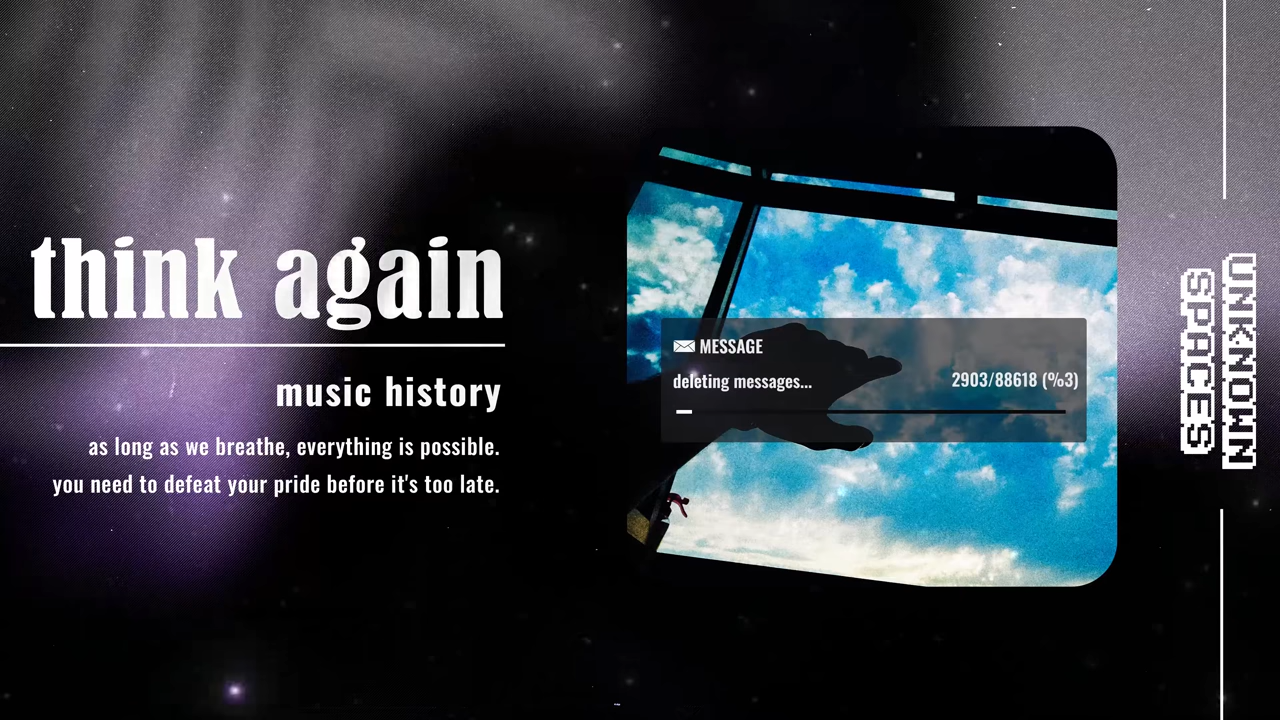 think again
music history
as long as we breathe, everything is possible.
you need to defeat your pride before it's too late.
MESSAGE
deleting messages...
2903/88618 (%3)
UNKNOWN
SPACES